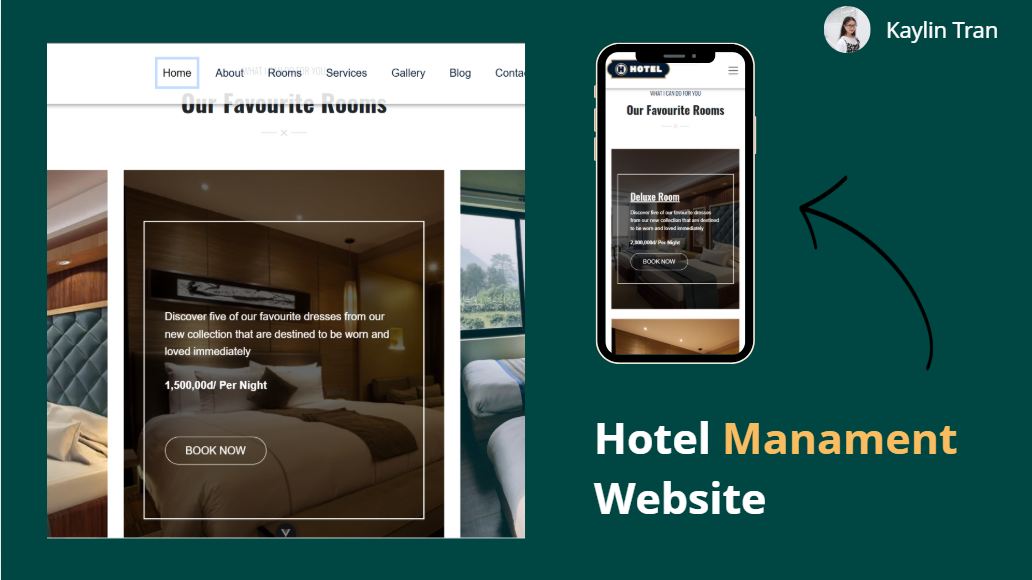 Kaylin Tran
Home About Rooms Services Gallery Blog Contac
WHAT I CAN DO FOR YOU
Our Favourite Rooms
Discover five of our favourite dresses from our
new collection that are destined to be worn and
loved immediately
1,500,00đ/ Per Night
BOOK NOW
HOTEL
WHAT I CAN DO FOR YOU
Our Favourite Rooms
Deluxe Room
Discover five of our favourite dresses
from our new collection that are destined
to be worn and loved immediately
2,000,000đ/ Per Night
BOOK NOW
Hotel Manament
Website